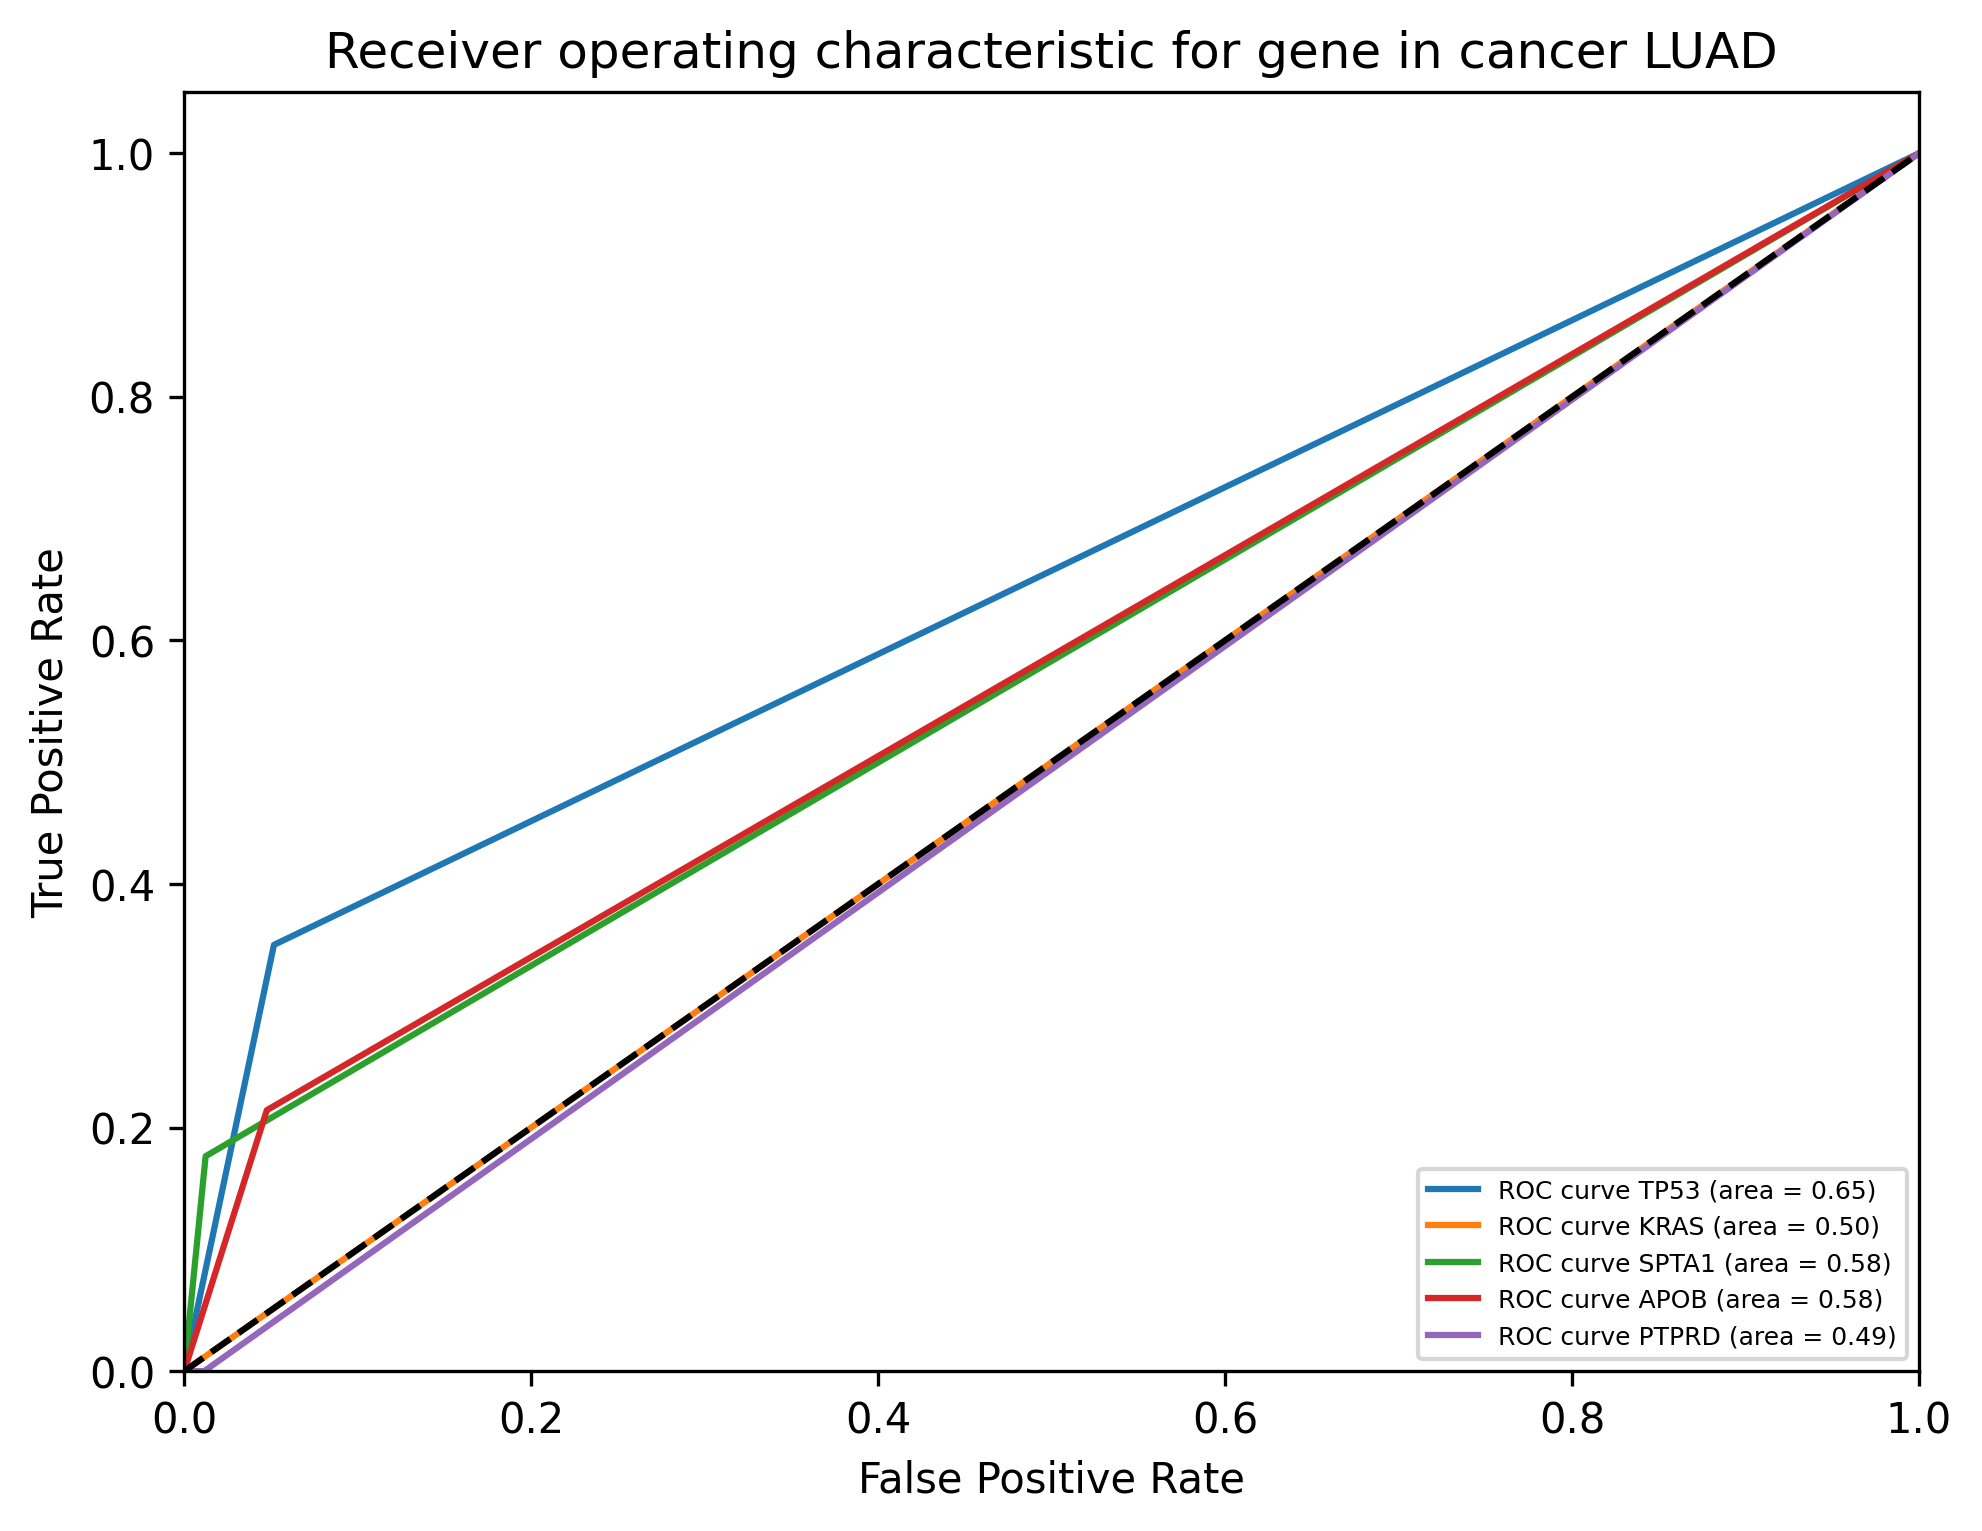 Receiver operating characteristic for gene in cancer LUAD
True Positive Rate
1.0
0.8
0.6
0.4
0.2
0.0
ROC curve TP53 (area = 0.65)
ROC curve KRAS (area = 0.50)
ROC curve SPTA1 (area = 0.58)
ROC curve APOB (area = 0.58)
ROC curve PTPRD (area = 0.49)
0.0 0.2 0.4 0.6 0.8 1.0
False Positive Rate